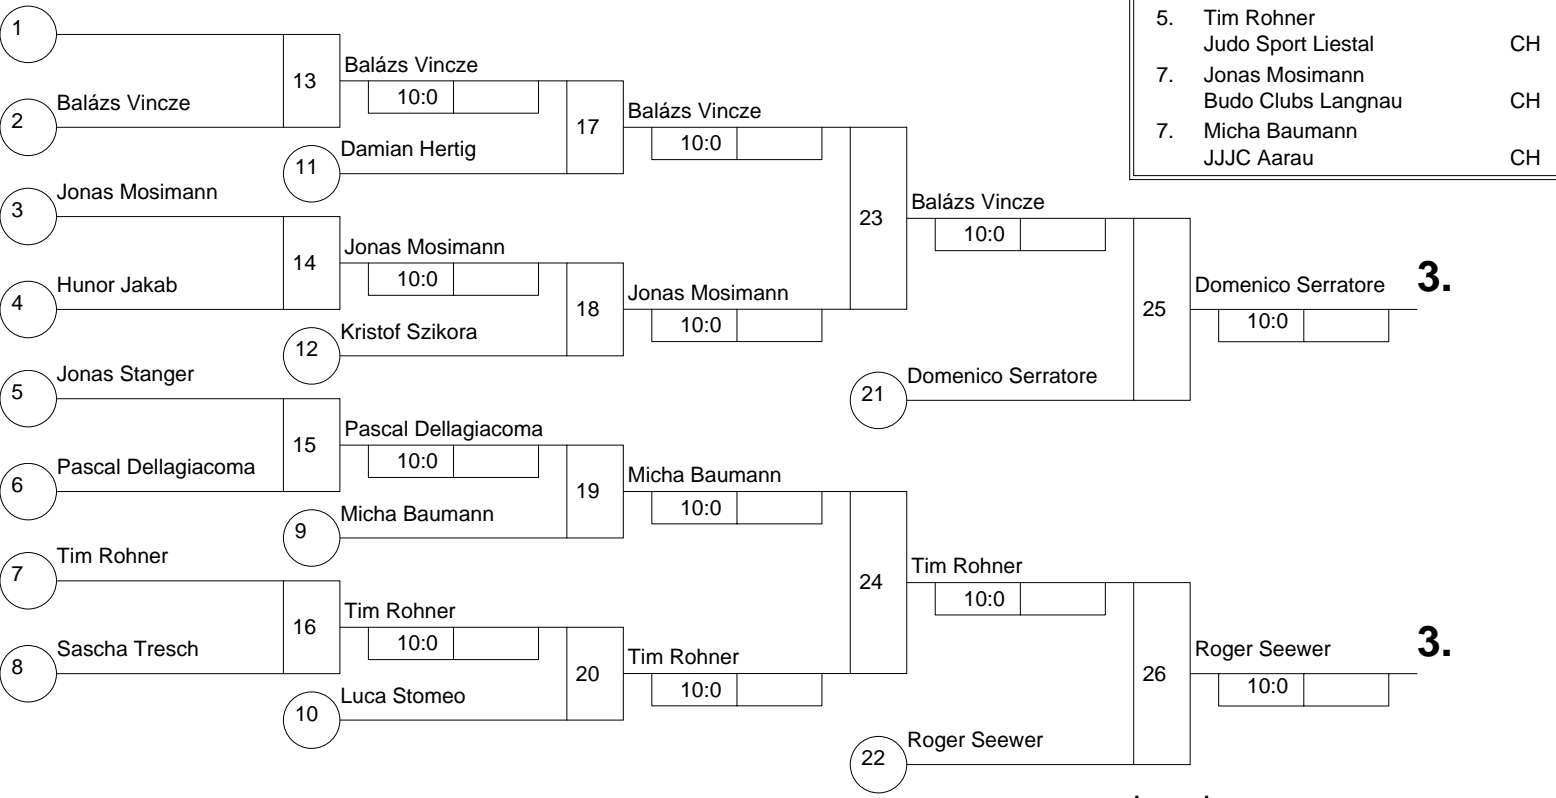 5. Tim Rohner
Judo Sport Liestal CH
7. Jonas Mosimann
Budo Clubs Langnau CH
7. Micha Baumann
JJJC Aarau CH
1
13
Balázs Vincze
10:0
2
Balázs Vincze
17
Balázs Vincze
10:0
11
Damian Hertig
3
Jonas Mosimann
23
Balázs Vincze
10:0
14
Jonas Mosimann
10:0
4
Hunor Jakab
18
Jonas Mosimann
10:0
12
Kristof Szikora
25
Domenico Serratore 3.
10:0
5
Jonas Stanger
21
Domenico Serratore
15
Pascal Dellagiacoma
10:0
6
Pascal Dellagiacoma
19
Micha Baumann
10:0
9
Micha Baumann
7
Tim Rohner
24
Tim Rohner
10:0
16
Tim Rohner
10:0
8
Sascha Tresch
20
Tim Rohner
10:0
10
Luca Stomeo
26
Roger Seewer 3.
10:0
22
Roger Seewer